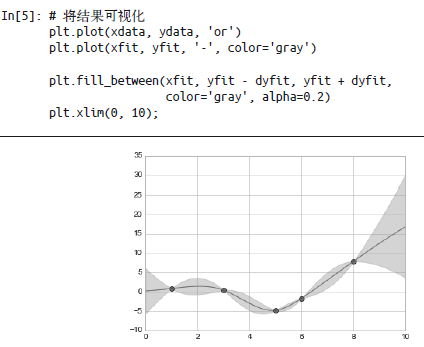 In[5]: # 将结果可视化
plt.plot(xdata, ydata, 'or')
plt.plot(xfit, yfit, '-', color='gray')
plt.fill_between(xfit, yfit - dyfit, yfit + dyfit,
color='gray', alpha=0.2)
plt.xlim(0, 10);
35
30
25
20
15
10
5
0
−5
−10
0 2 4 6 8 10